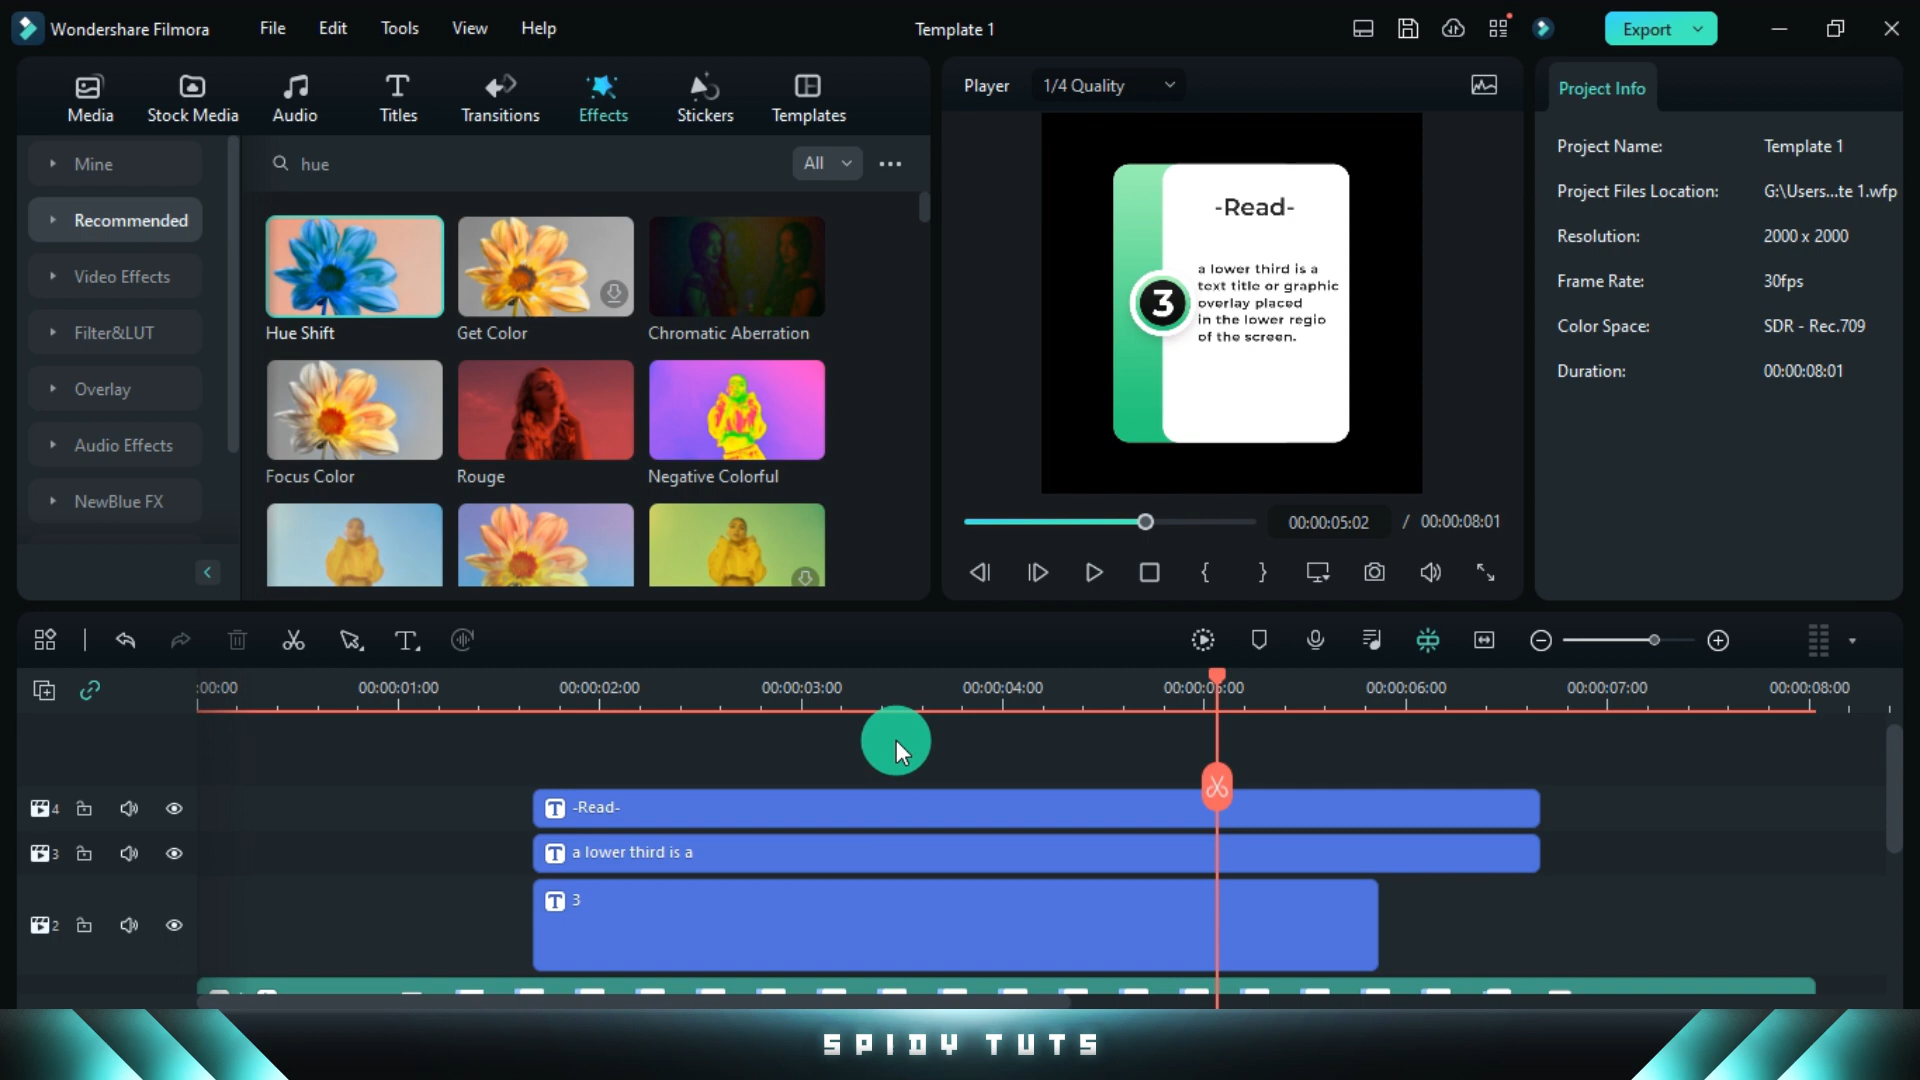 Wondershare Filmora
File
Edit
Tools
View
Help
Template 1
Export
Media
Stock Media
Audio
Titles
Transitions
Effects
Stickers
Templates
Mine
Recommended
Video Effects
Filter&LUT
Overlay
Audio Effects
NewBlue FX
hue
All
Hue Shift
Get Color
Chromatic Aberration
Focus Color
Rouge
Negative Colorful
Player
1/4 Quality
-Read-
a lower third is a
text title or graphic
overlay placed
in the lower regio
of the screen.
3
00:00:05:02 / 00:00:08:01
Project Info
Project Name: Template 1
Project Files Location: G:\Users...te 1.wfp
Resolution: 2000 x 2000
Frame Rate: 30fps
Color Space: SDR - Rec.709
Duration: 00:00:08:01
:00:00
00:00:01:00
00:00:02:00
00:00:03:00
00:00:04:00
00:00:05:00
00:00:06:00
00:00:07:00
00:00:08:00
4
T -Read-
3
T a lower third is a
2
T 3
SPIDY TUTS